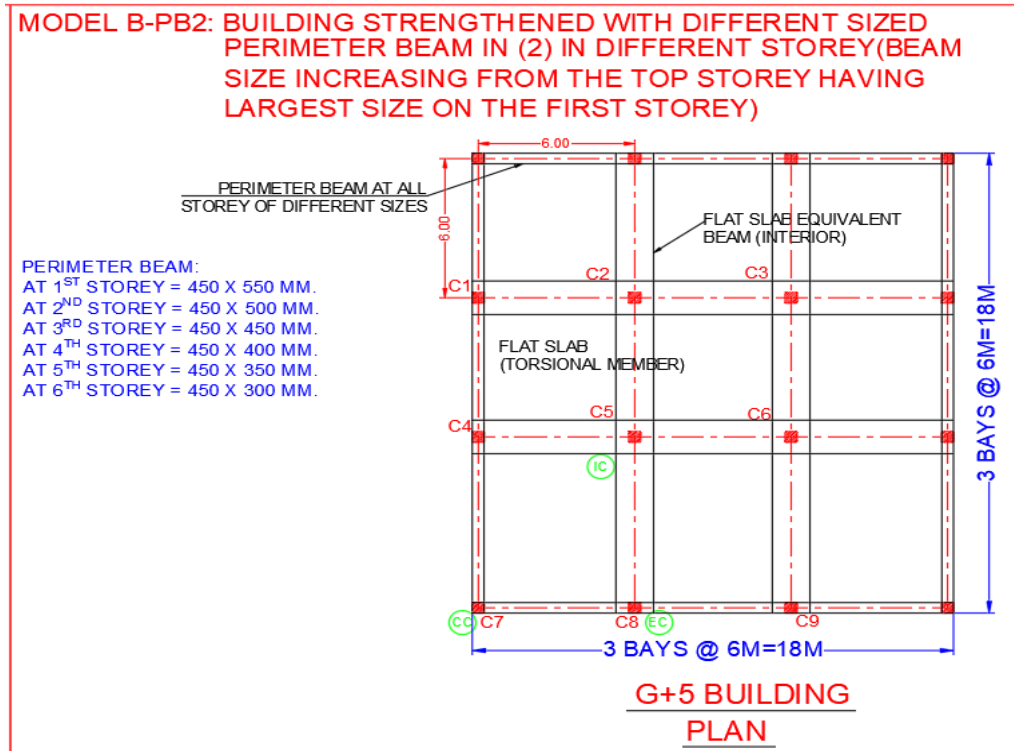 MODEL B-PB2: BUILDING STRENGTHENED WITH DIFFERENT SIZED
PERIMETER BEAM IN (2) IN DIFFERENT STOREY(BEAM
SIZE INCREASING FROM THE TOP STOREY HAVING
LARGEST SIZE ON THE FIRST STOREY)
6.00
PERIMETER BEAM AT ALL
STOREY OF DIFFERENT SIZES
6.00
FLAT SLAB EQUIVALENT
BEAM (INTERIOR)
PERIMETER BEAM:
AT 1ST STOREY = 450 X 550 MM.
AT 2ND STOREY = 450 X 500 MM.
AT 3RD STOREY = 450 X 450 MM.
AT 4TH STOREY = 450 X 400 MM.
AT 5TH STOREY = 450 X 350 MM.
AT 6TH STOREY = 450 X 300 MM.
C1
C2
C3
FLAT SLAB
(TORSIONAL MEMBER)
C4
C5
C6
IC
3 BAYS @ 6M=18M
CC
C7
C8
EC
C9
3 BAYS @ 6M=18M
G+5 BUILDING
PLAN